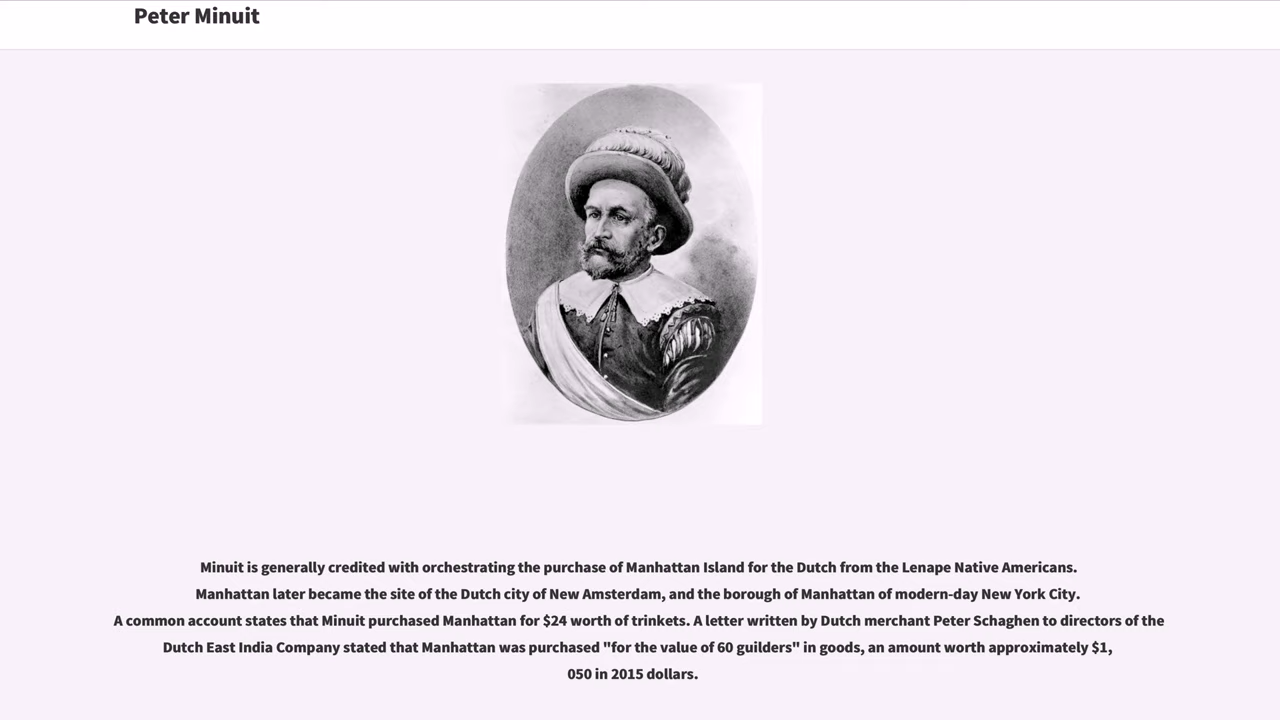 Peter Minuit
Minuit is generally credited with orchestrating the purchase of Manhattan Island for the Dutch from the Lenape Native Americans.
Manhattan later became the site of the Dutch city of New Amsterdam, and the borough of Manhattan of modern-day New York City.
A common account states that Minuit purchased Manhattan for $24 worth of trinkets. A letter written by Dutch merchant Peter Schaghen to directors of the
Dutch East India Company stated that Manhattan was purchased "for the value of 60 guilders" in goods, an amount worth approximately $1,
050 in 2015 dollars.